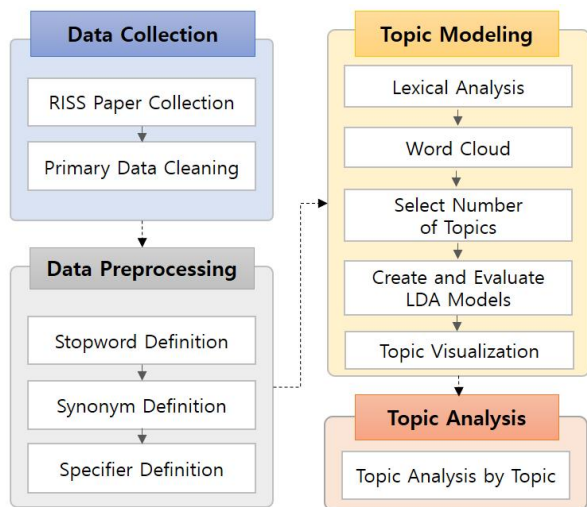 Data Collection
RISS Paper Collection
Primary Data Cleaning
Data Preprocessing
Stopword Definition
Synonym Definition
Specifier Definition
Topic Modeling
Lexical Analysis
Word Cloud
Select Number
of Topics
Create and Evaluate
LDA Models
Topic Visualization
Topic Analysis
Topic Analysis by Topic